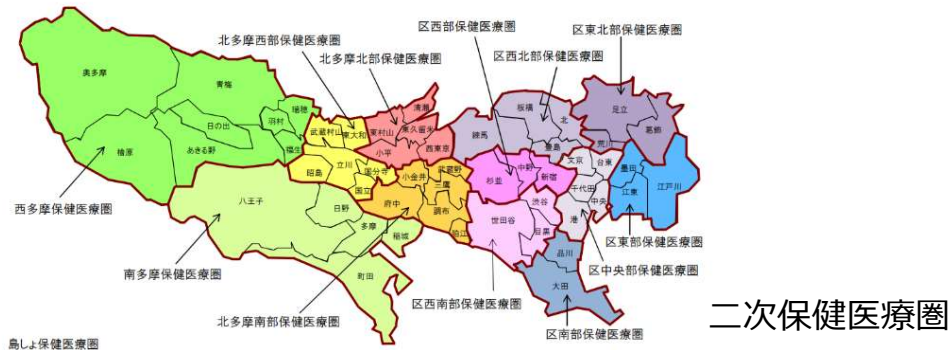 北多摩西部保健医療圏
北多摩北部保健医療圏
区西部保健医療圏
区西北部保健医療圏
区東北部保健医療圏
奥多摩
青梅
瑞穂
羽村
日の出
福生
あきる野
檜原
武蔵村山
東大和
東村山
清瀬
東久留米
小平
西東京
昭島
立川
国分寺
国立
小金井
武蔵野
三鷹
府中
調布
狛江
八王子
日野
多摩
稲城
町田
練馬
板橋
北
豊島
足立
荒川
葛飾
杉並
中野
新宿
文京
台東
千代田
中央
港
墨田
江東
江戸川
世田谷
渋谷
目黒
品川
大田
西多摩保健医療圏
南多摩保健医療圏
北多摩南部保健医療圏
区西南部保健医療圏
区東部保健医療圏
区中央部保健医療圏
区南部保健医療圏
島しょ保健医療圏
二次保健医療圏